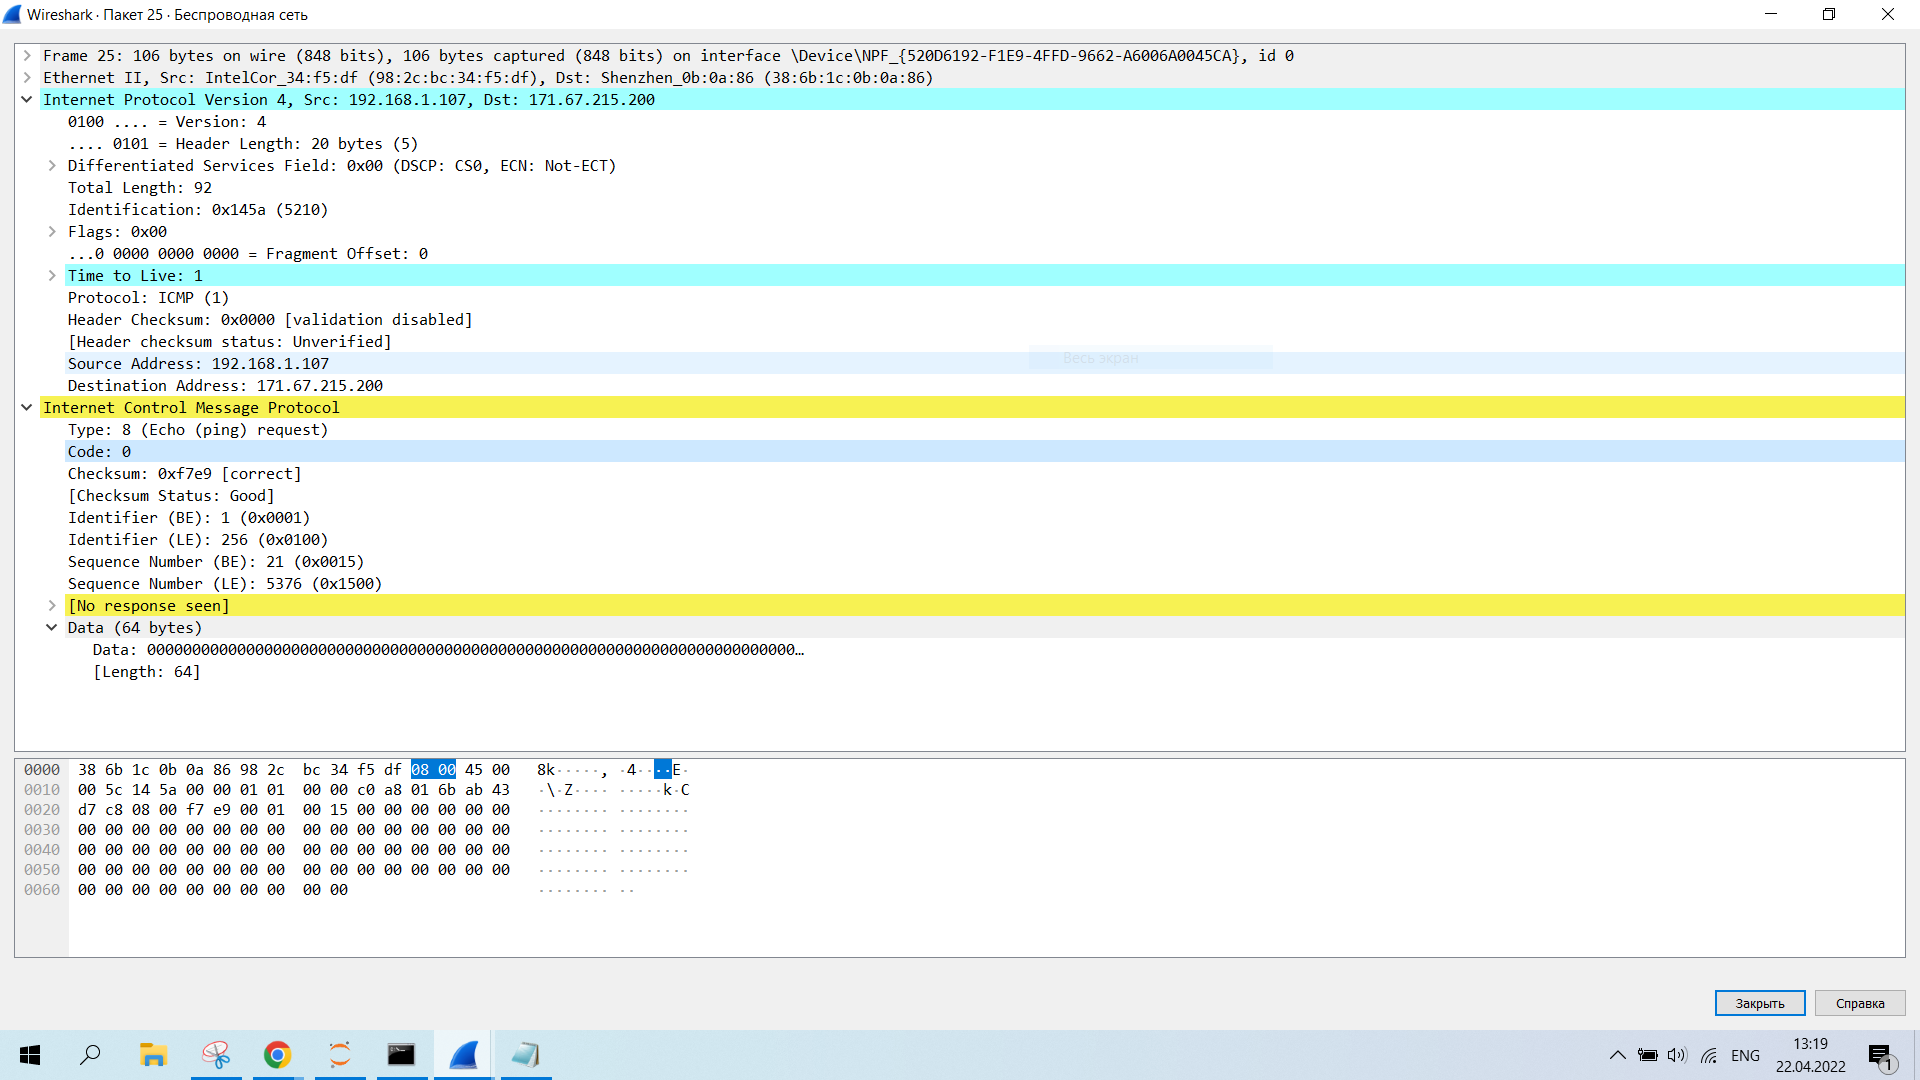 Wireshark · Пакет 25 · Беспроводная сеть
Frame 25: 106 bytes on wire (848 bits), 106 bytes captured (848 bits) on interface \Device\NPF_{520D6192-F1E9-4FFD-9662-A6006A0045CA}, id 0
Ethernet II, Src: IntelCor_34:f5:df (98:2c:bc:34:f5:df), Dst: Shenzhen_0b:0a:86 (38:6b:1c:0b:0a:86)
Internet Protocol Version 4, Src: 192.168.1.107, Dst: 171.67.215.200
0100 .... = Version: 4
.... 0101 = Header Length: 20 bytes (5)
Differentiated Services Field: 0x00 (DSCP: CS0, ECN: Not-ECT)
Total Length: 92
Identification: 0x145a (5210)
Flags: 0x00
...0 0000 0000 0000 = Fragment Offset: 0
Time to Live: 1
Protocol: ICMP (1)
Header Checksum: 0x0000 [validation disabled]
[Header checksum status: Unverified]
Весь экран
Source Address: 192.168.1.107
Destination Address: 171.67.215.200
Internet Control Message Protocol
Type: 8 (Echo (ping) request)
Code: 0
Checksum: 0xf7e9 [correct]
[Checksum Status: Good]
Identifier (BE): 1 (0x0001)
Identifier (LE): 256 (0x0100)
Sequence Number (BE): 21 (0x0015)
Sequence Number (LE): 5376 (0x1500)
[No response seen]
Data (64 bytes)
Data: 000000000000000000000000000000000000000000000000000000000000000000000000…
[Length: 64]
0000 38 6b 1c 0b 0a 86 98 2c bc 34 f5 df 08 00 45 00 8k·····, ·4····E·
0010 00 5c 14 5a 00 00 01 01 00 00 c0 a8 01 6b ab 43 ·\·Z···· ·····k·C
0020 d7 c8 08 00 f7 e9 00 01 00 15 00 00 00 00 00 00 ········ ········
0030 00 00 00 00 00 00 00 00 00 00 00 00 00 00 00 00 ········ ········
0040 00 00 00 00 00 00 00 00 00 00 00 00 00 00 00 00 ········ ········
0050 00 00 00 00 00 00 00 00 00 00 00 00 00 00 00 00 ········ ········
0060 00 00 00 00 00 00 00 00 00 00 ········ ··
Закрыть
Справка
ENG
13:19
22.04.2022
1